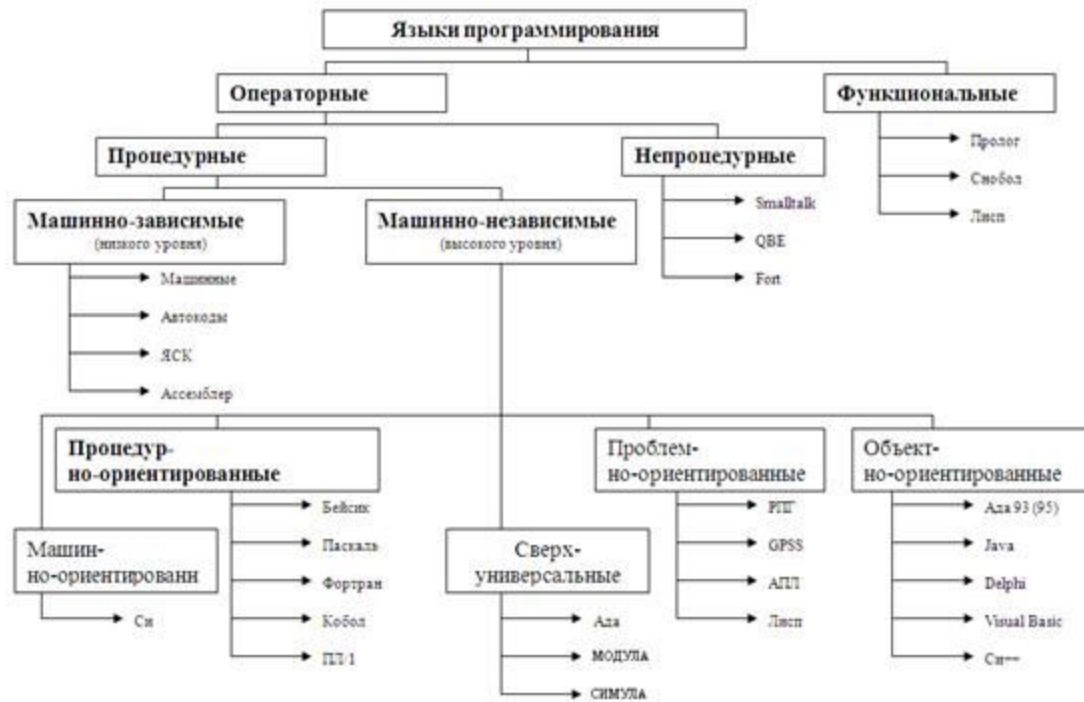 Языки программирования
Операторные
Функциональные
Процедурные
Непроцедурные
Пролог
Снобол
Лисп
Машинно-зависимые
(низкого уровня)
Машинно-независимые
(высокого уровня)
Smalltalk
QBE
Fort
Машинные
Автокоды
ЯСК
Ассемблер
Процедур-
но-ориентированные
Проблем-
но-ориентированные
Объект-
но-ориентированные
Бейсик
Паскаль
Фортран
Кобол
ПЛ/1
РПГ
GPSS
АПЛ
Лисп
Ада 93 (95)
Java
Delphi
Visual Basic
Си++
Машин-
но-ориентированн
Си
Сверх-
универсальные
Ада
МОДУЛА
СИМУЛА